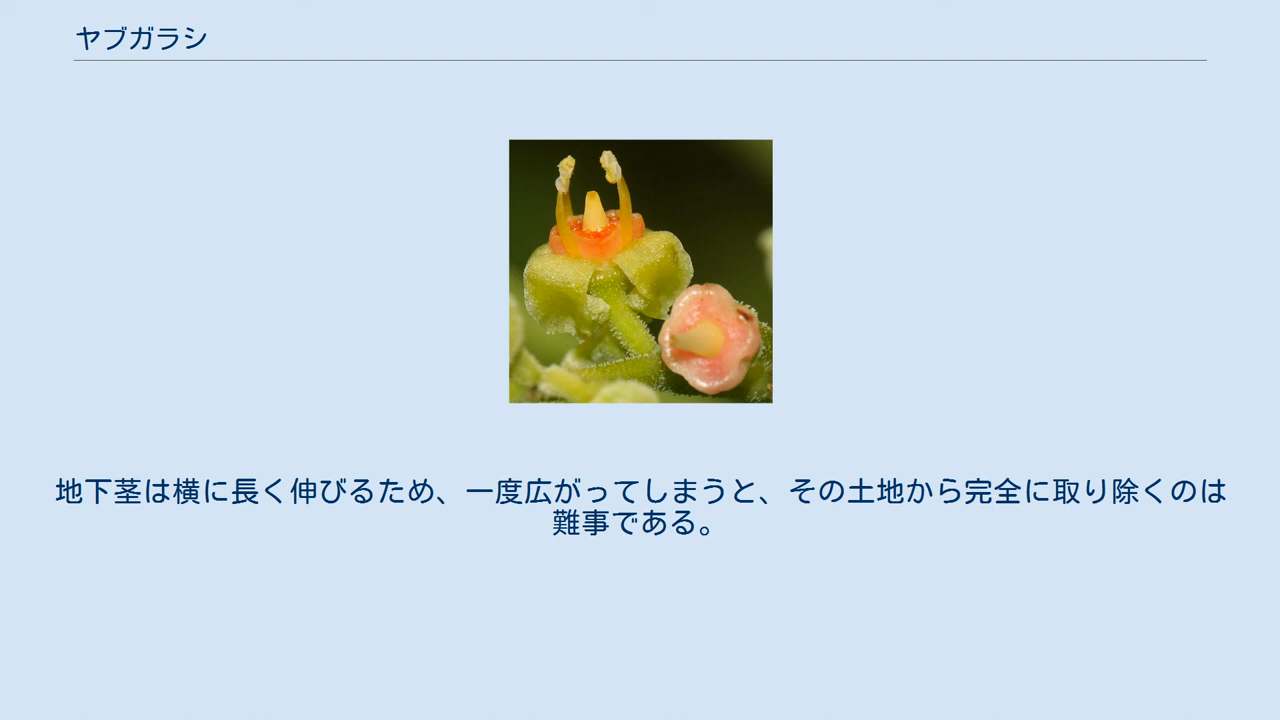 ヤブガラシ
地下茎は横に長く伸びるため、一度広がってしまうと、その土地から完全に取り除くのは
難事である。